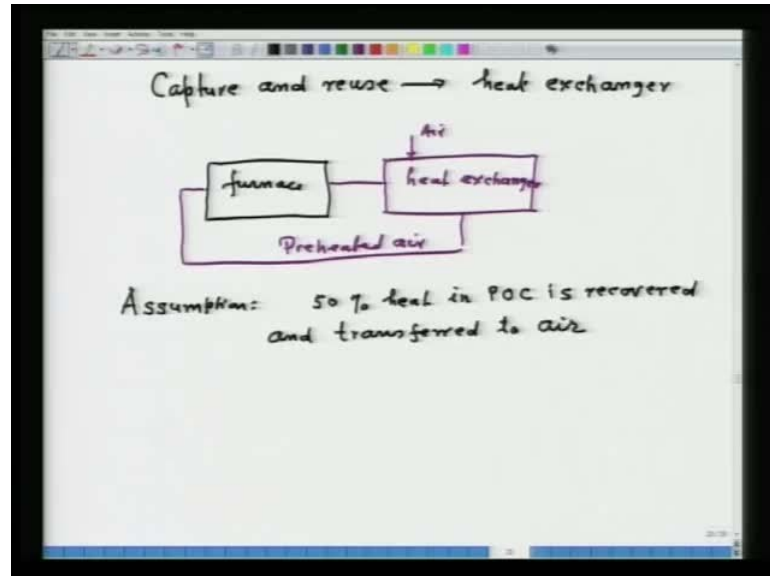 Capture and reuse → heat exchanger
Air
furnace
heat exchanger
Preheated air
Assumption: 50 % heat in POC is recovered
and transferred to air